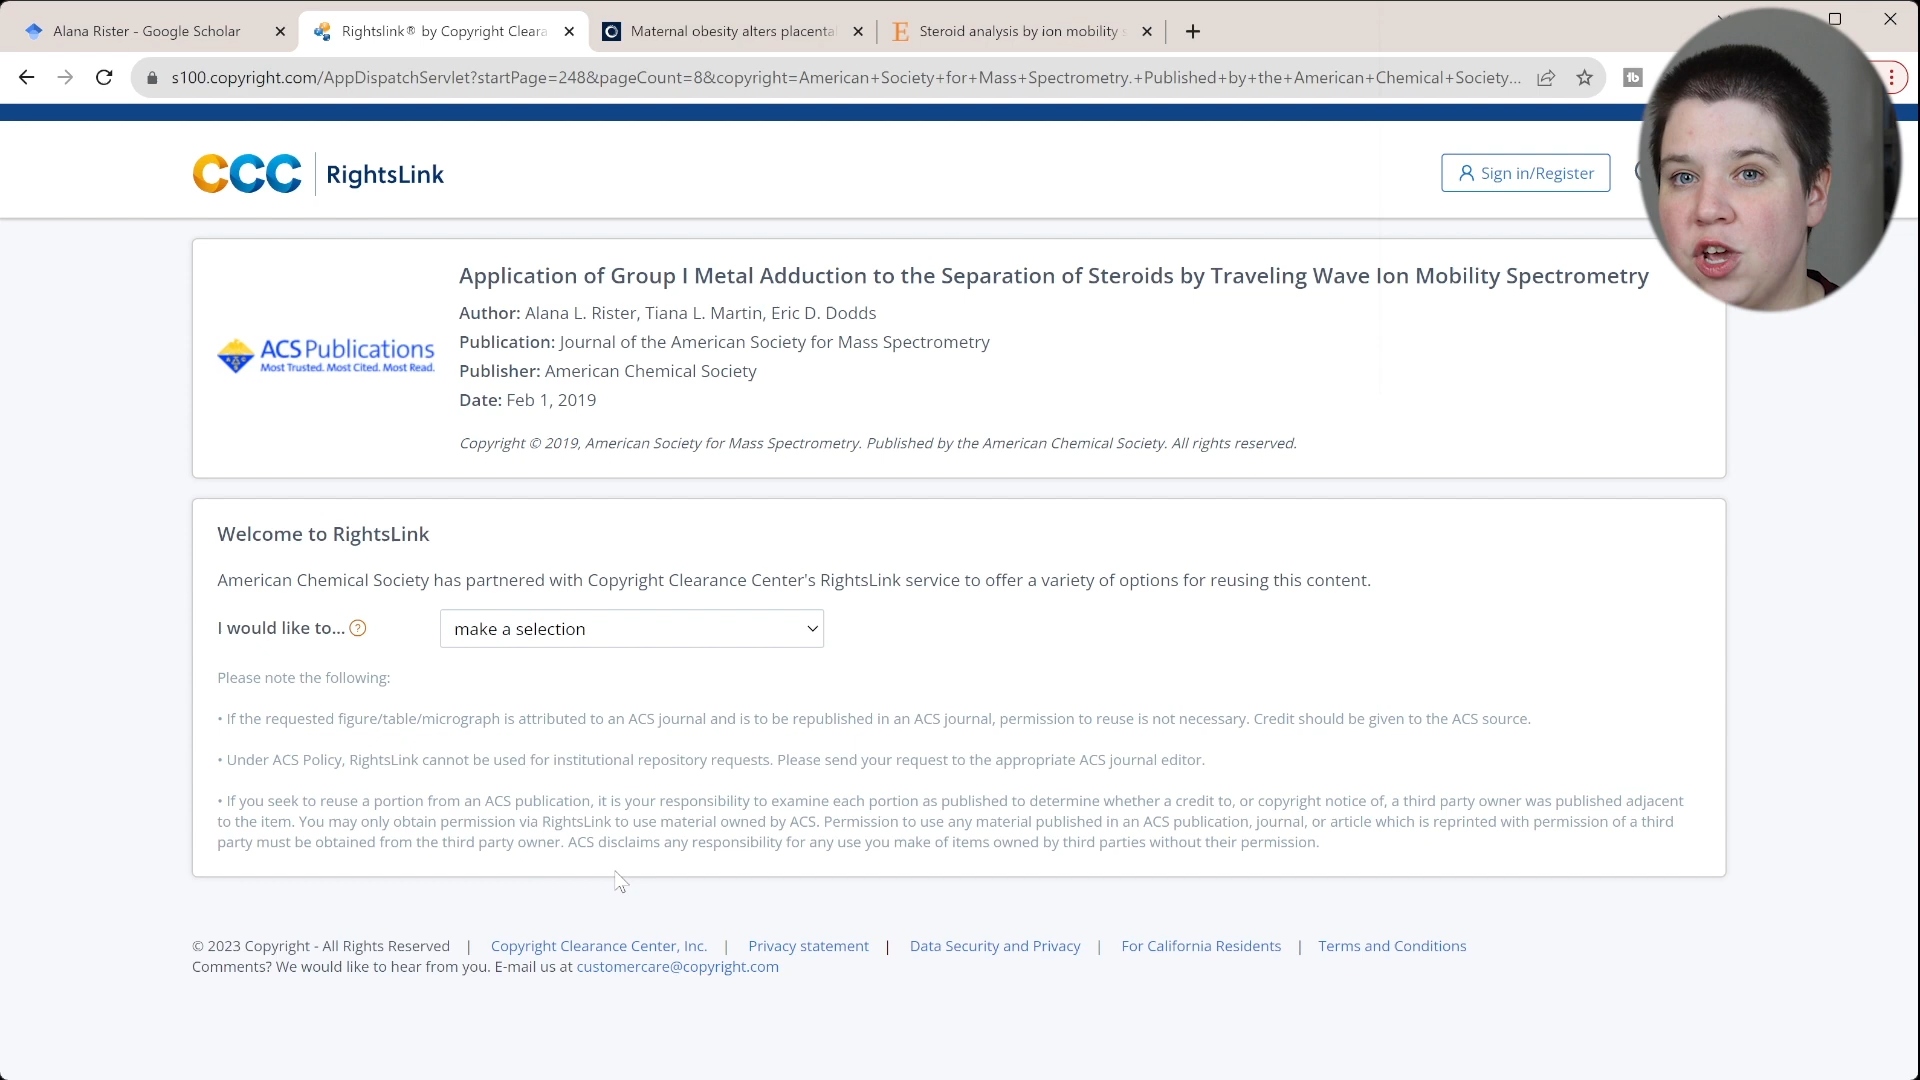 Alana Rister - Google Scholar
Rightslink® by Copyright Cleara
Maternal obesity alters placenta
Steroid analysis by ion mobility s
s100.copyright.com/AppDispatchServlet?startPage=248&pageCount=8&copyright=American+Society+for+Mass+Spectrometry.+Published+by+the+American+Chemical+Society...
CCC RightsLink
Sign in/Register
Application of Group I Metal Adduction to the Separation of Steroids by Traveling Wave Ion Mobility Spectrometry
Author: Alana L. Rister, Tiana L. Martin, Eric D. Dodds
Publication: Journal of the American Society for Mass Spectrometry
ACS Publications
Most Trusted. Most Cited. Most Read.
Publisher: American Chemical Society
Date: Feb 1, 2019
Copyright © 2019, American Society for Mass Spectrometry. Published by the American Chemical Society. All rights reserved.
Welcome to RightsLink
American Chemical Society has partnered with Copyright Clearance Center's RightsLink service to offer a variety of options for reusing this content.
I would like to... ?
make a selection
Please note the following:
• If the requested figure/table/micrograph is attributed to an ACS journal and is to be republished in an ACS journal, permission to reuse is not necessary. Credit should be given to the ACS source.
• Under ACS Policy, RightsLink cannot be used for institutional repository requests. Please send your request to the appropriate ACS journal editor.
• If you seek to reuse a portion from an ACS publication, it is your responsibility to examine each portion as published to determine whether a credit to, or copyright notice of, a third party owner was published adjacent
to the item. You may only obtain permission via RightsLink to use material owned by ACS. Permission to use any material published in an ACS publication, journal, or article which is reprinted with permission of a third
party must be obtained from the third party owner. ACS disclaims any responsibility for any use you make of items owned by third parties without their permission.
© 2023 Copyright - All Rights Reserved | Copyright Clearance Center, Inc. | Privacy statement | Data Security and Privacy | For California Residents | Terms and Conditions
Comments? We would like to hear from you. E-mail us at customercare@copyright.com